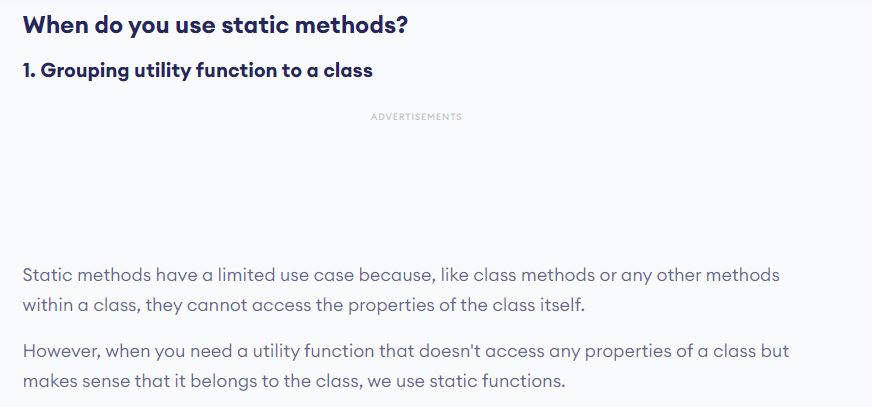 When do you use static methods?
1. Grouping utility function to a class
ADVERTISEMENTS
Static methods have a limited use case because, like class methods or any other methods
within a class, they cannot access the properties of the class itself.
However, when you need a utility function that doesn't access any properties of a class but
makes sense that it belongs to the class, we use static functions.